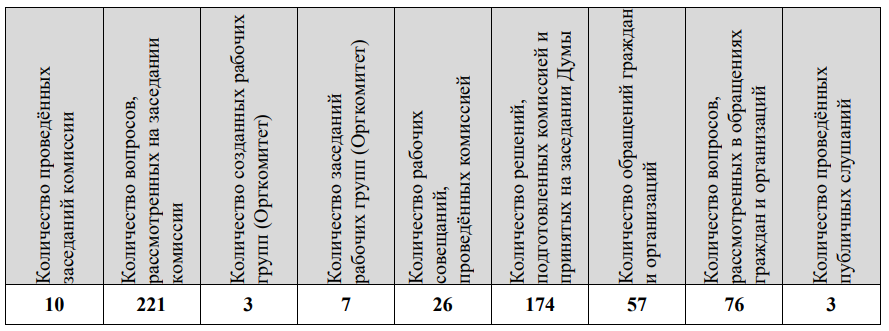 Количество проведённых
заседаний комиссии
Количество вопросов,
рассмотренных на заседании
комиссии
Количество созданных рабочих
групп (Оргкомитет)
Количество заседаний
рабочих групп (Оргкомитет)
Количество рабочих
совещаний,
проведённых комиссией
Количество решений,
подготовленных комиссией и
принятых на заседании Думы
Количество обращений граждан
и организаций
Количество вопросов,
рассмотренных в обращениях
граждан и организаций
Количество проведённых
публичных слушаний
10 221 3 7 26 174 57 76 3